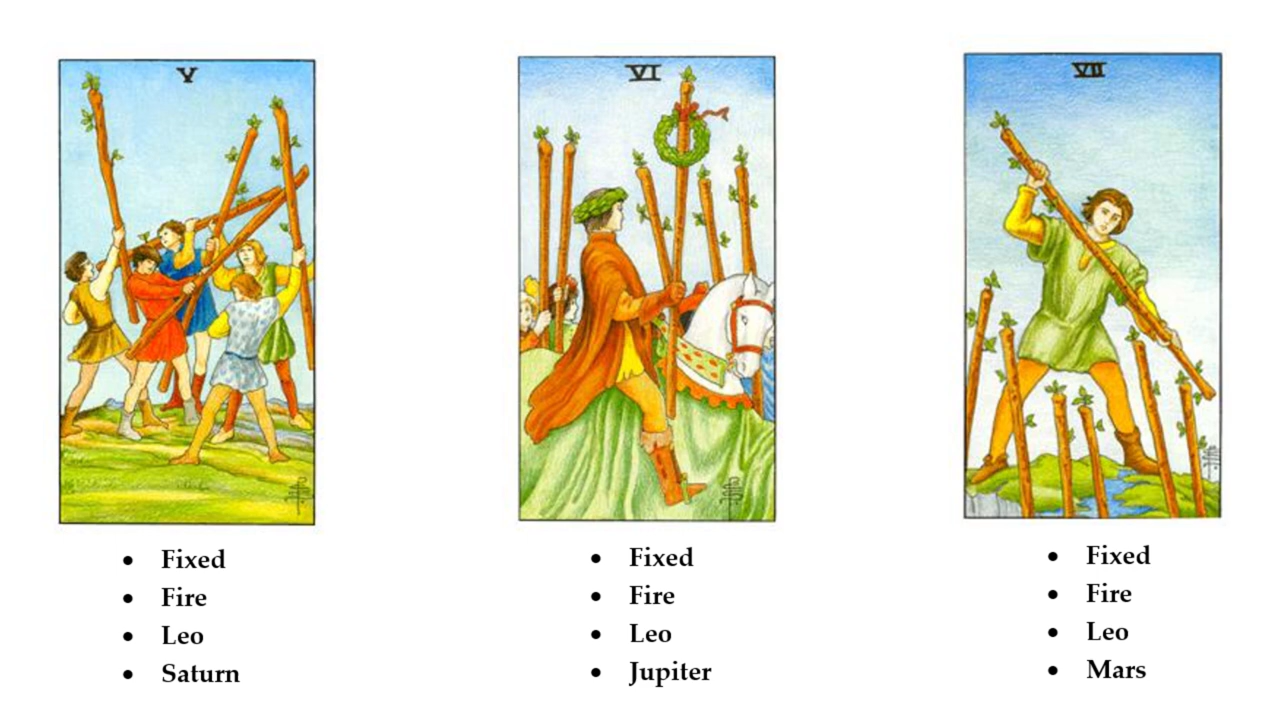 V
• Fixed
• Fire
• Leo
• Saturn
VI
• Fixed
• Fire
• Leo
• Jupiter
VII
• Fixed
• Fire
• Leo
• Mars